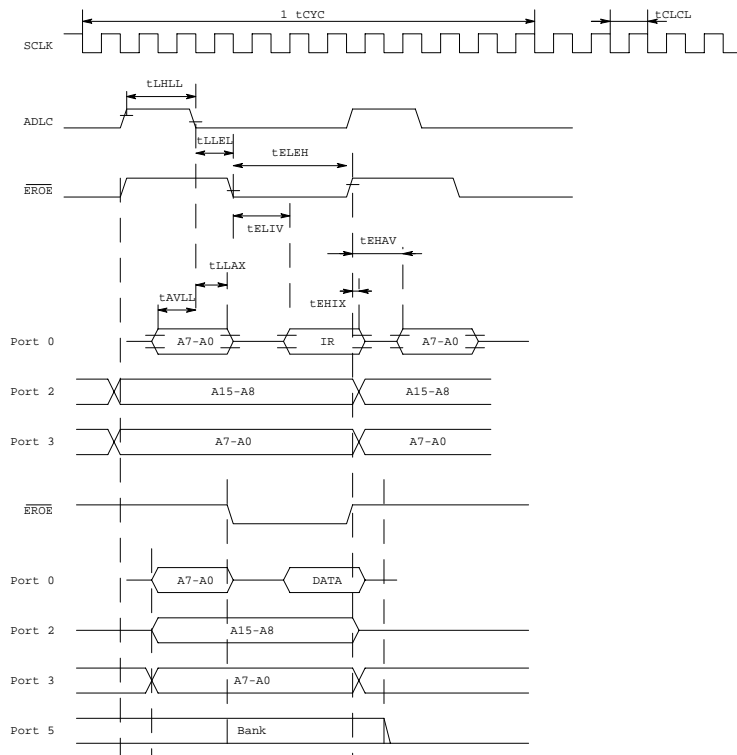 1 tCYC
tCLCL
SCLK
tLHLL
ADLC
tLLEL
tELEH
EROE
tELIV
tEHAV
tLLAX
tAVLL
tEHIX
Port 0 A7-A0 IR A7-A0
Port 2 A15-A8 A15-A8
Port 3 A7-A0 A7-A0
EROE
Port 0 A7-A0 DATA
Port 2 A15-A8
Port 3 A7-A0
Port 5 Bank